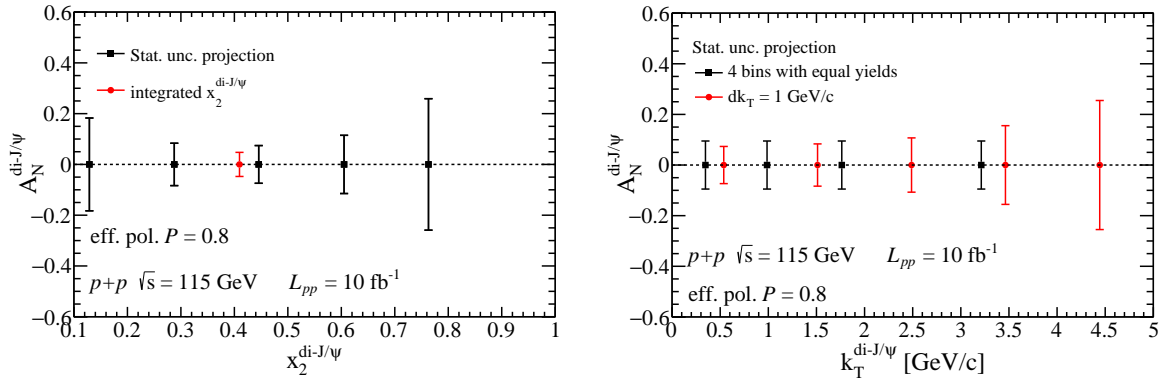 0.6
0.4
0.2
0
−0.2
−0.4
−0.6
A_N^{di-J/ψ}
Stat. unc. projection
integrated x_2^{di-J/ψ}
eff. pol. P = 0.8
p+p √s = 115 GeV L_{pp} = 10 fb^{-1}
0.1 0.2 0.3 0.4 0.5 0.6 0.7 0.8 0.9 1
x_2^{di-J/ψ}
0.6
0.4
0.2
0
−0.2
−0.4
−0.6
A_N^{di-J/ψ}
Stat. unc. projection
4 bins with equal yields
dk_T = 1 GeV/c
p+p √s = 115 GeV L_{pp} = 10 fb^{-1}
eff. pol. P = 0.8
0 0.5 1 1.5 2 2.5 3 3.5 4 4.5 5
k_T^{di-J/ψ} [GeV/c]